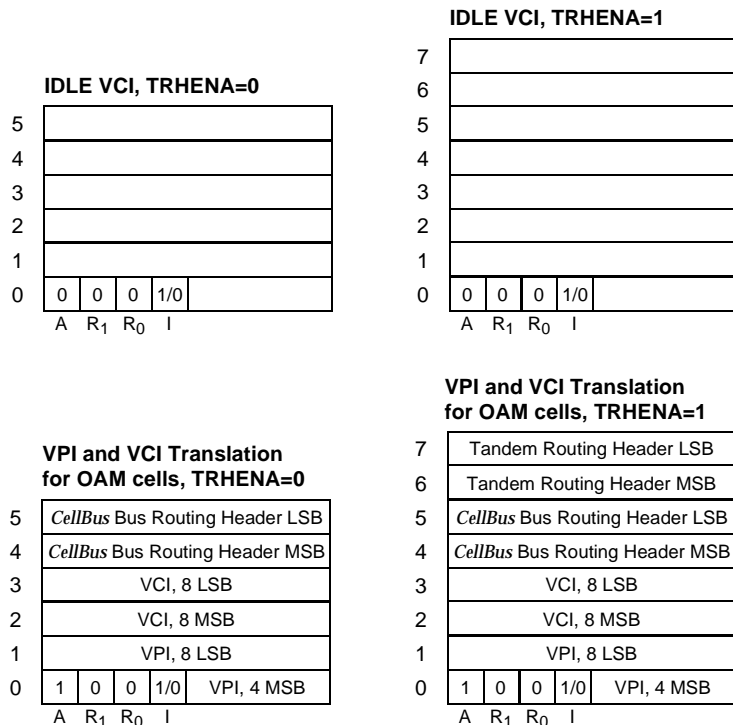 IDLE VCI, TRHENA=0
5
4
3
2
1
0 0 0 0 1/0
A R1 R0 I
IDLE VCI, TRHENA=1
7
6
5
4
3
2
1
0 0 0 0 1/0
A R1 R0 I
VPI and VCI Translation
for OAM cells, TRHENA=0
5 CellBus Bus Routing Header LSB
4 CellBus Bus Routing Header MSB
3 VCI, 8 LSB
2 VCI, 8 MSB
1 VPI, 8 LSB
0 1 0 0 1/0 VPI, 4 MSB
A R1 R0 I
VPI and VCI Translation
for OAM cells, TRHENA=1
7 Tandem Routing Header LSB
6 Tandem Routing Header MSB
5 CellBus Bus Routing Header LSB
4 CellBus Bus Routing Header MSB
3 VCI, 8 LSB
2 VCI, 8 MSB
1 VPI, 8 LSB
0 1 0 0 1/0 VPI, 4 MSB
A R1 R0 I